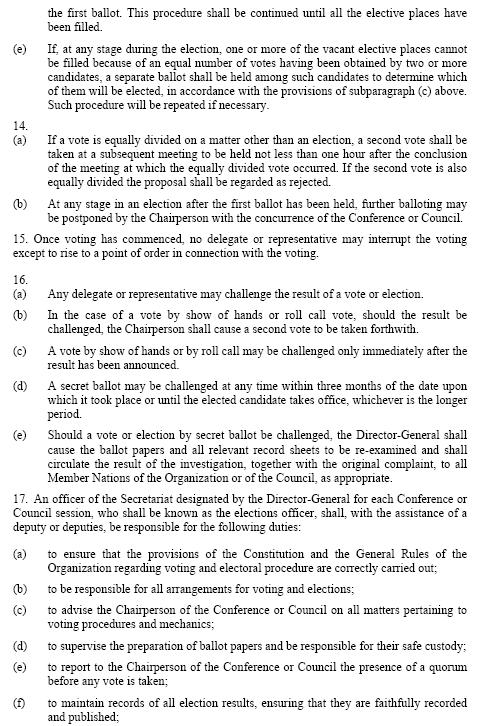 the first ballot. This procedure shall be continued until all the elective places have
been filled.
(e) If, at any stage during the election, one or more of the vacant elective places cannot
be filled because of an equal number of votes having been obtained by two or more
candidates, a separate ballot shall be held among such candidates to determine which
of them will be elected, in accordance with the provisions of subparagraph (c) above.
Such procedure will be repeated if necessary.
14.
(a) If a vote is equally divided on a matter other than an election, a second vote shall be
taken at a subsequent meeting to be held not less than one hour after the conclusion
of the meeting at which the equally divided vote occurred. If the second vote is also
equally divided the proposal shall be regarded as rejected.
(b) At any stage in an election after the first ballot has been held, further balloting may
be postponed by the Chairperson with the concurrence of the Conference or Council.
15. Once voting has commenced, no delegate or representative may interrupt the voting
except to rise to a point of order in connection with the voting.
16.
(a) Any delegate or representative may challenge the result of a vote or election.
(b) In the case of a vote by show of hands or roll call vote, should the result be
challenged, the Chairperson shall cause a second vote to be taken forthwith.
(c) A vote by show of hands or by roll call may be challenged only immediately after the
result has been announced.
(d) A secret ballot may be challenged at any time within three months of the date upon
which it took place or until the elected candidate takes office, whichever is the longer
period.
(e) Should a vote or election by secret ballot be challenged, the Director-General shall
cause the ballot papers and all relevant record sheets to be re-examined and shall
circulate the result of the investigation, together with the original complaint, to all
Member Nations of the Organization or of the Council, as appropriate.
17. An officer of the Secretariat designated by the Director-General for each Conference or
Council session, who shall be known as the elections officer, shall, with the assistance of a
deputy or deputies, be responsible for the following duties:
(a) to ensure that the provisions of the Constitution and the General Rules of the
Organization regarding voting and electoral procedure are correctly carried out;
(b) to be responsible for all arrangements for voting and elections;
(c) to advise the Chairperson of the Conference or Council on all matters pertaining to
voting procedures and mechanics;
(d) to supervise the preparation of ballot papers and be responsible for their safe custody;
(e) to report to the Chairperson of the Conference or Council the presence of a quorum
before any vote is taken;
(f) to maintain records of all election results, ensuring that they are faithfully recorded
and published;